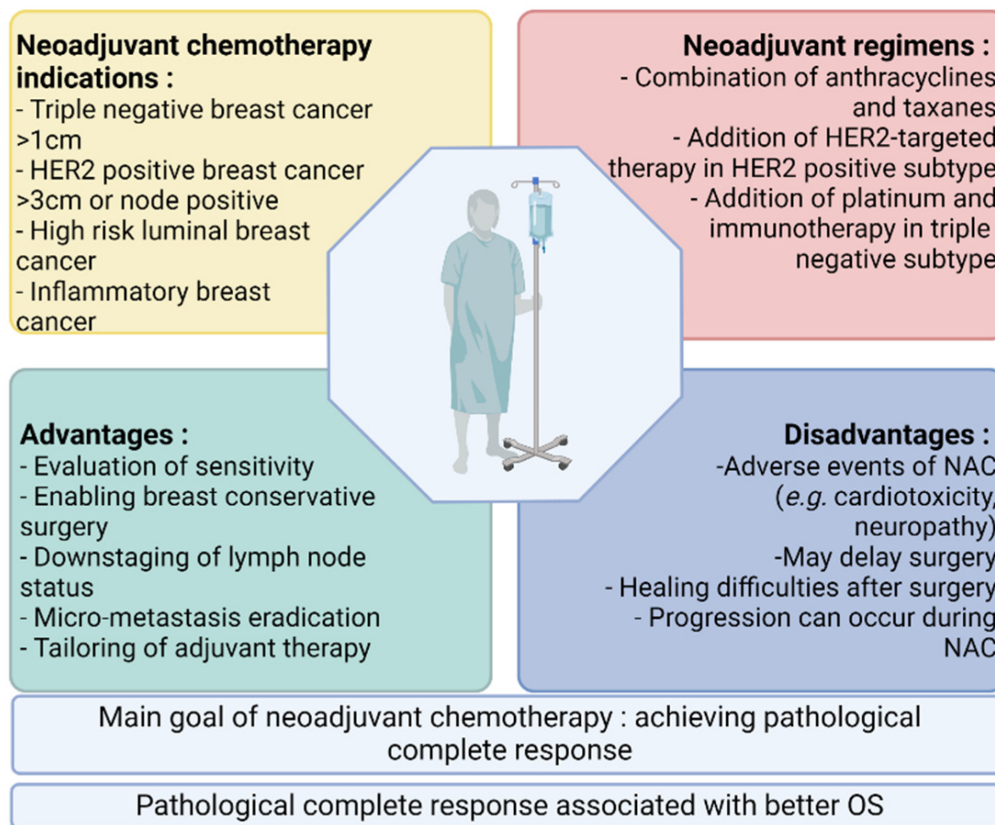 Neoadjuvant chemotherapy
indications :
- Triple negative breast cancer
>1cm
- HER2 positive breast cancer
>3cm or node positive
- High risk luminal breast
cancer
- Inflammatory breast
cancer
Neoadjuvant regimens :
- Combination of anthracyclines
and taxanes
- Addition of HER2-targeted
therapy in HER2 positive subtype
- Addition of platinum and
immunotherapy in triple
negative subtype
Advantages :
- Evaluation of sensitivity
- Enabling breast conservative
surgery
- Downstaging of lymph node
status
- Micro-metastasis eradication
- Tailoring of adjuvant therapy
Disadvantages :
-Adverse events of NAC
(e.g. cardiotoxicity,
neuropathy)
-May delay surgery
- Healing difficulties after surgery
- Progression can occur during
NAC
Main goal of neoadjuvant chemotherapy : achieving pathological
complete response
Pathological complete response associated with better OS